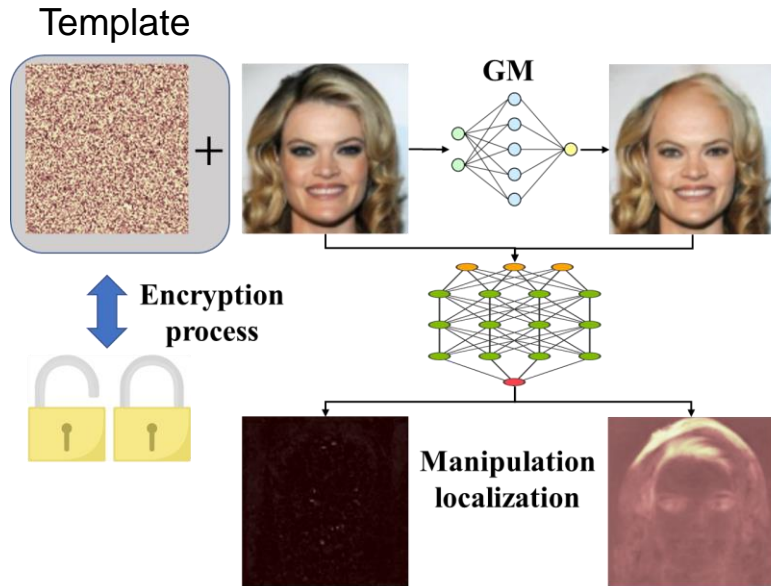 Template
GM
Encryption
process
Manipulation
localization